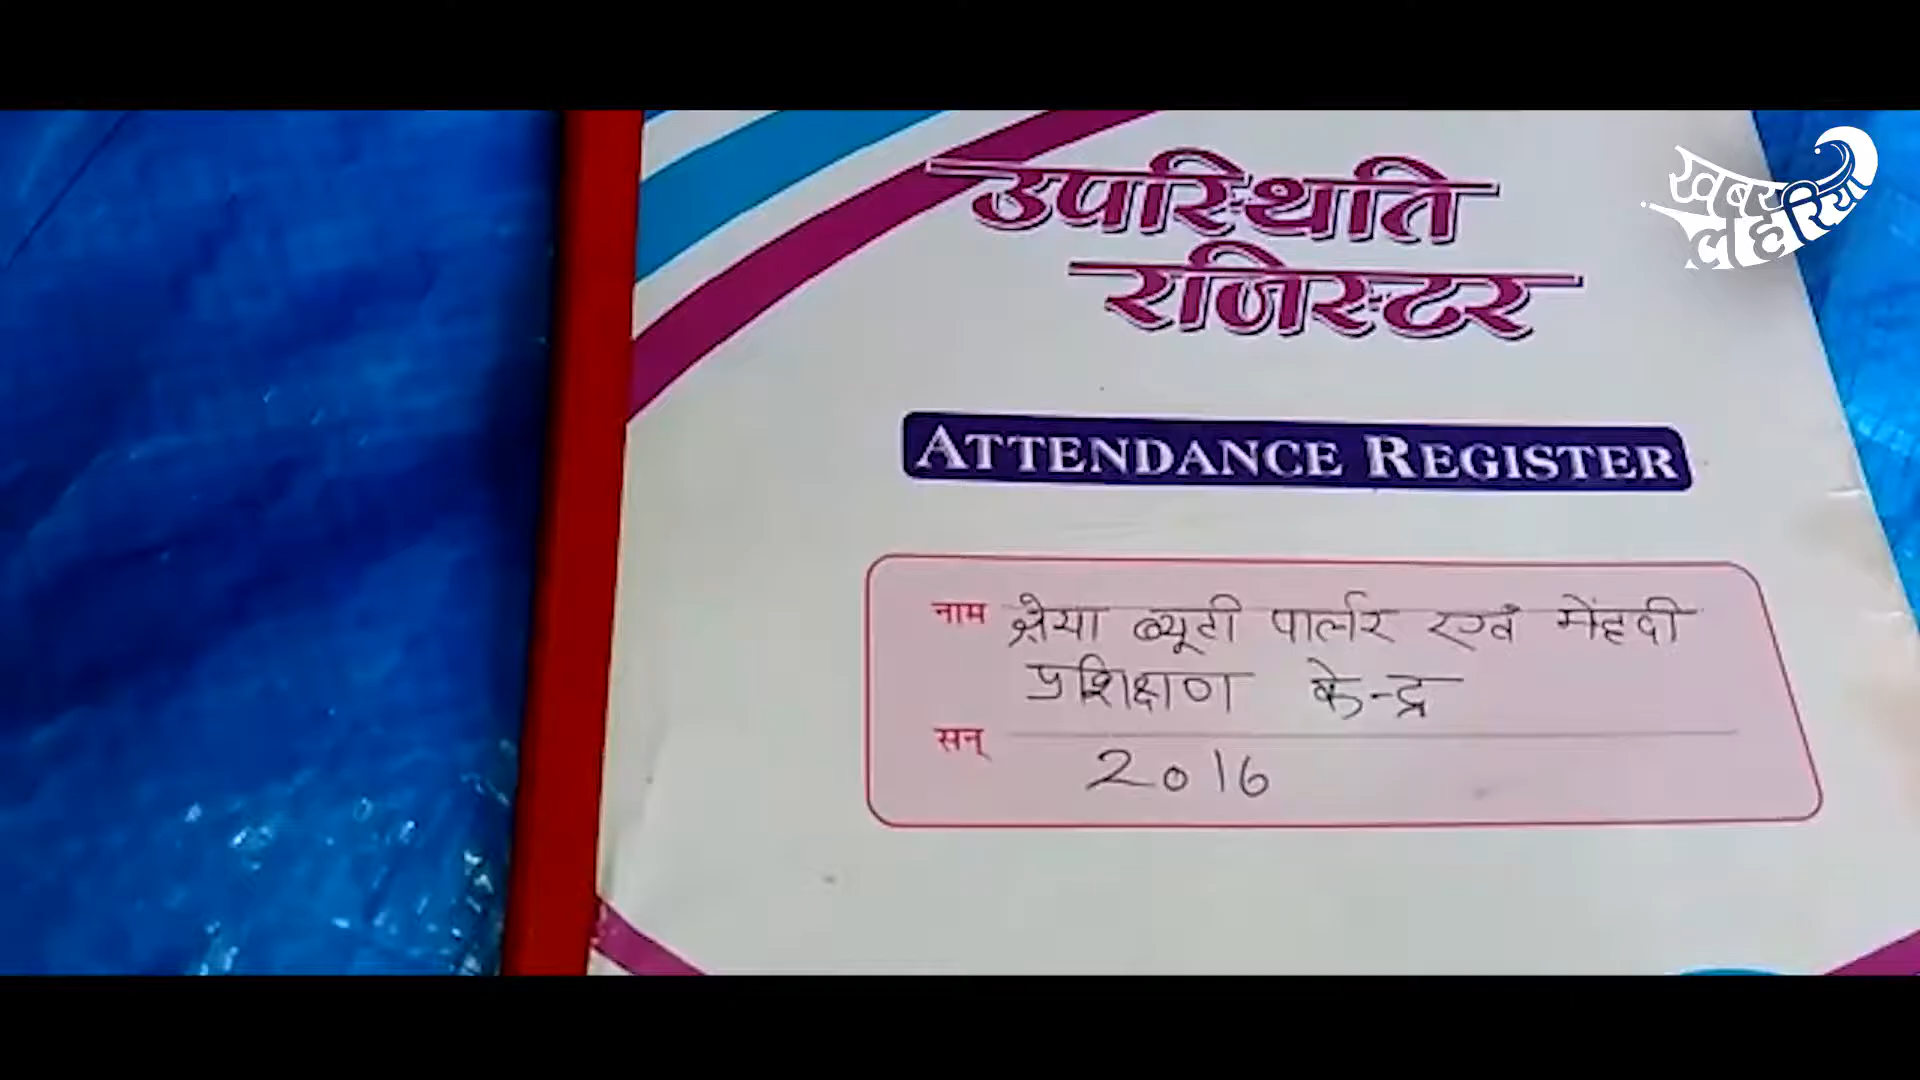 उपस्थिति
रजिस्टर
ATTENDANCE REGISTER
नाम श्रेया ब्यूटी पार्लर एवं मेंहदी
प्रशिक्षण केन्द्र
सन्
2016
खबर
लहरिया